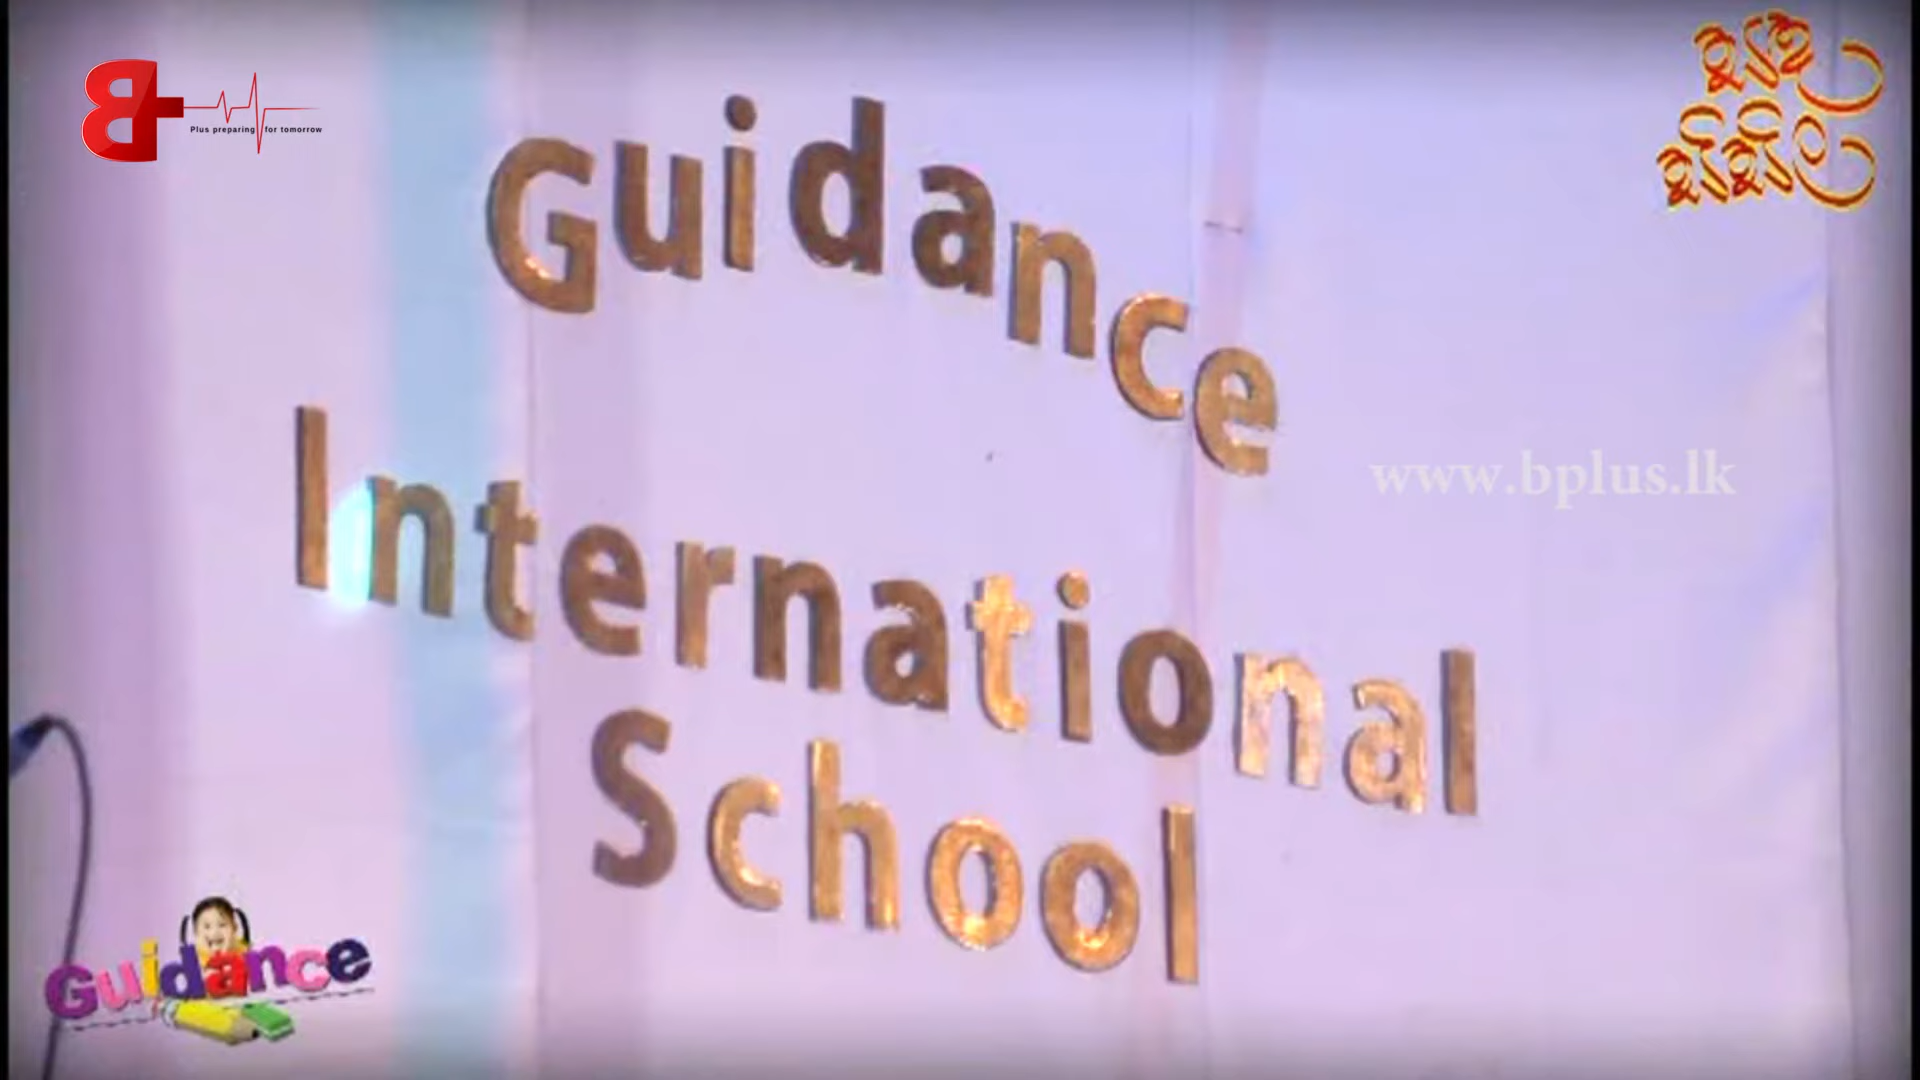 Plus preparing for tomorrow
Guidance
International
School
www.bplus.lk
Guidance